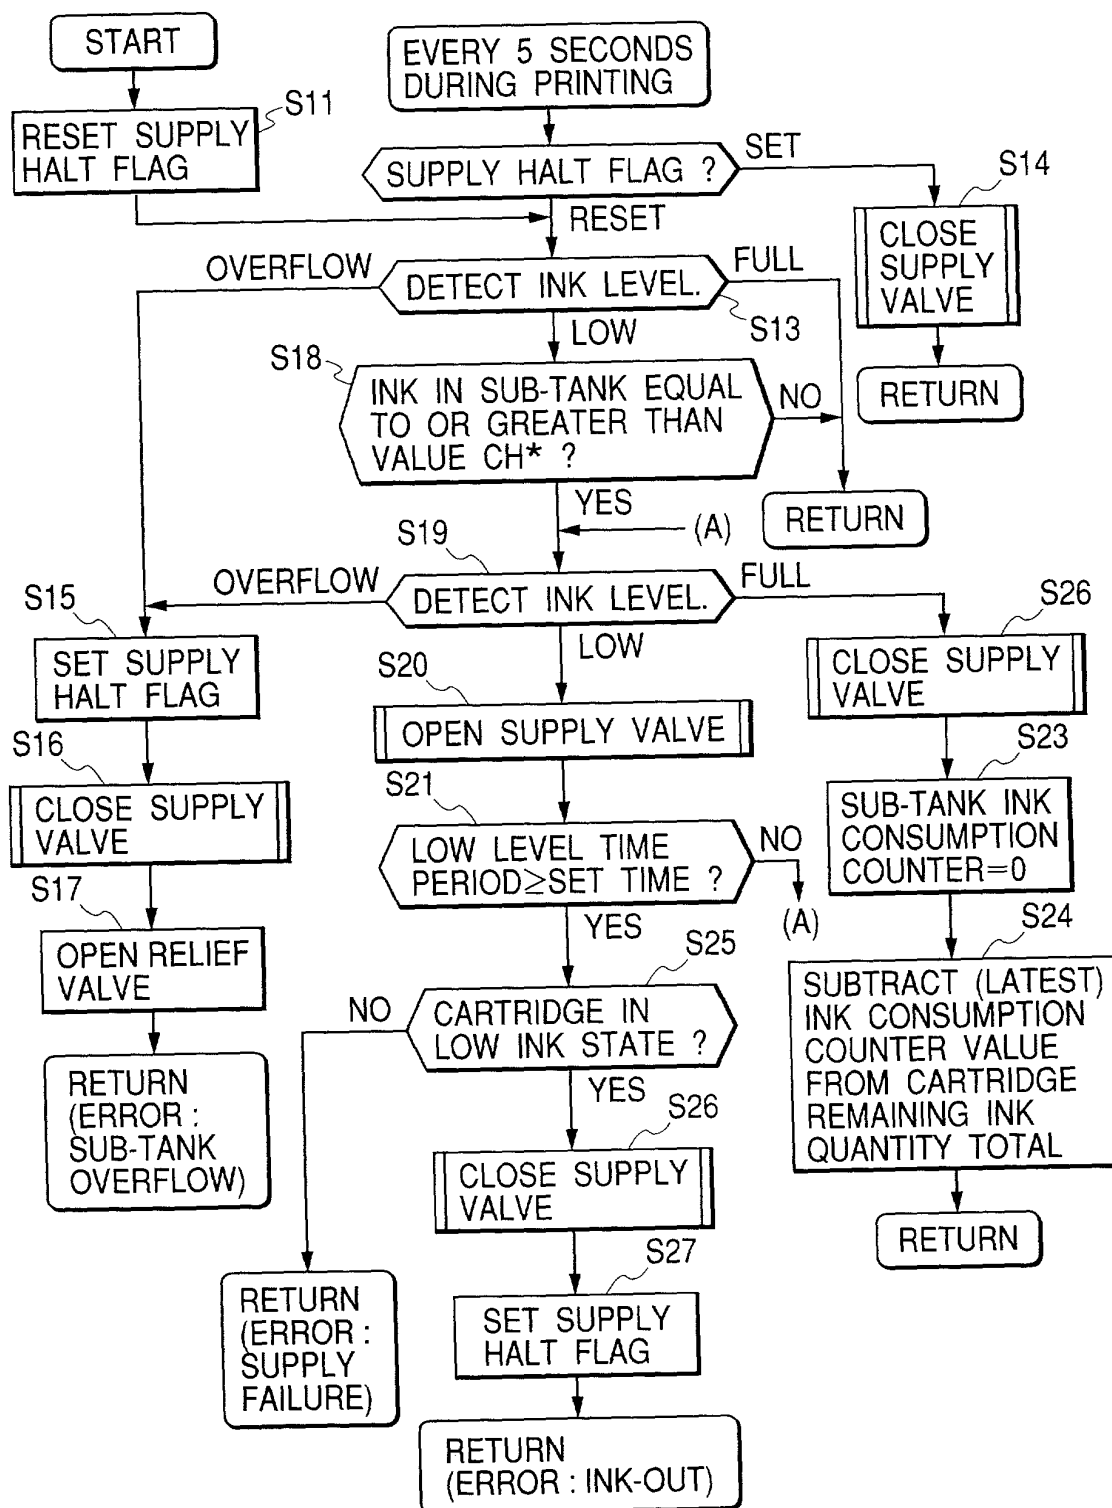 START
EVERY 5 SECONDS
DURING PRINTING
S11
RESET SUPPLY
HALT FLAG
SUPPLY HALT FLAG ?
SET
S14
RESET
CLOSE
SUPPLY
VALVE
OVERFLOW
DETECT INK LEVEL.
FULL
S13
LOW
RETURN
S18
INK IN SUB-TANK EQUAL
TO OR GREATER THAN
VALUE CH* ?
NO
YES
RETURN
(A)
S19
OVERFLOW
DETECT INK LEVEL.
FULL
S15
LOW
S26
SET SUPPLY
HALT FLAG
S20
CLOSE SUPPLY
VALVE
OPEN SUPPLY VALVE
S16
S23
CLOSE SUPPLY
VALVE
S21
SUB-TANK INK
CONSUMPTION
COUNTER=0
LOW LEVEL TIME
PERIOD≥SET TIME ?
NO
(A)
S17
YES
S24
OPEN RELIEF
VALVE
S25
SUBTRACT (LATEST)
INK CONSUMPTION
COUNTER VALUE
FROM CARTRIDGE
REMAINING INK
QUANTITY TOTAL
NO
CARTRIDGE IN
LOW INK STATE ?
RETURN
(ERROR :
SUB-TANK
OVERFLOW)
YES
S26
CLOSE SUPPLY
VALVE
RETURN
S27
RETURN
(ERROR :
SUPPLY
FAILURE)
SET SUPPLY
HALT FLAG
RETURN
(ERROR : INK-OUT)